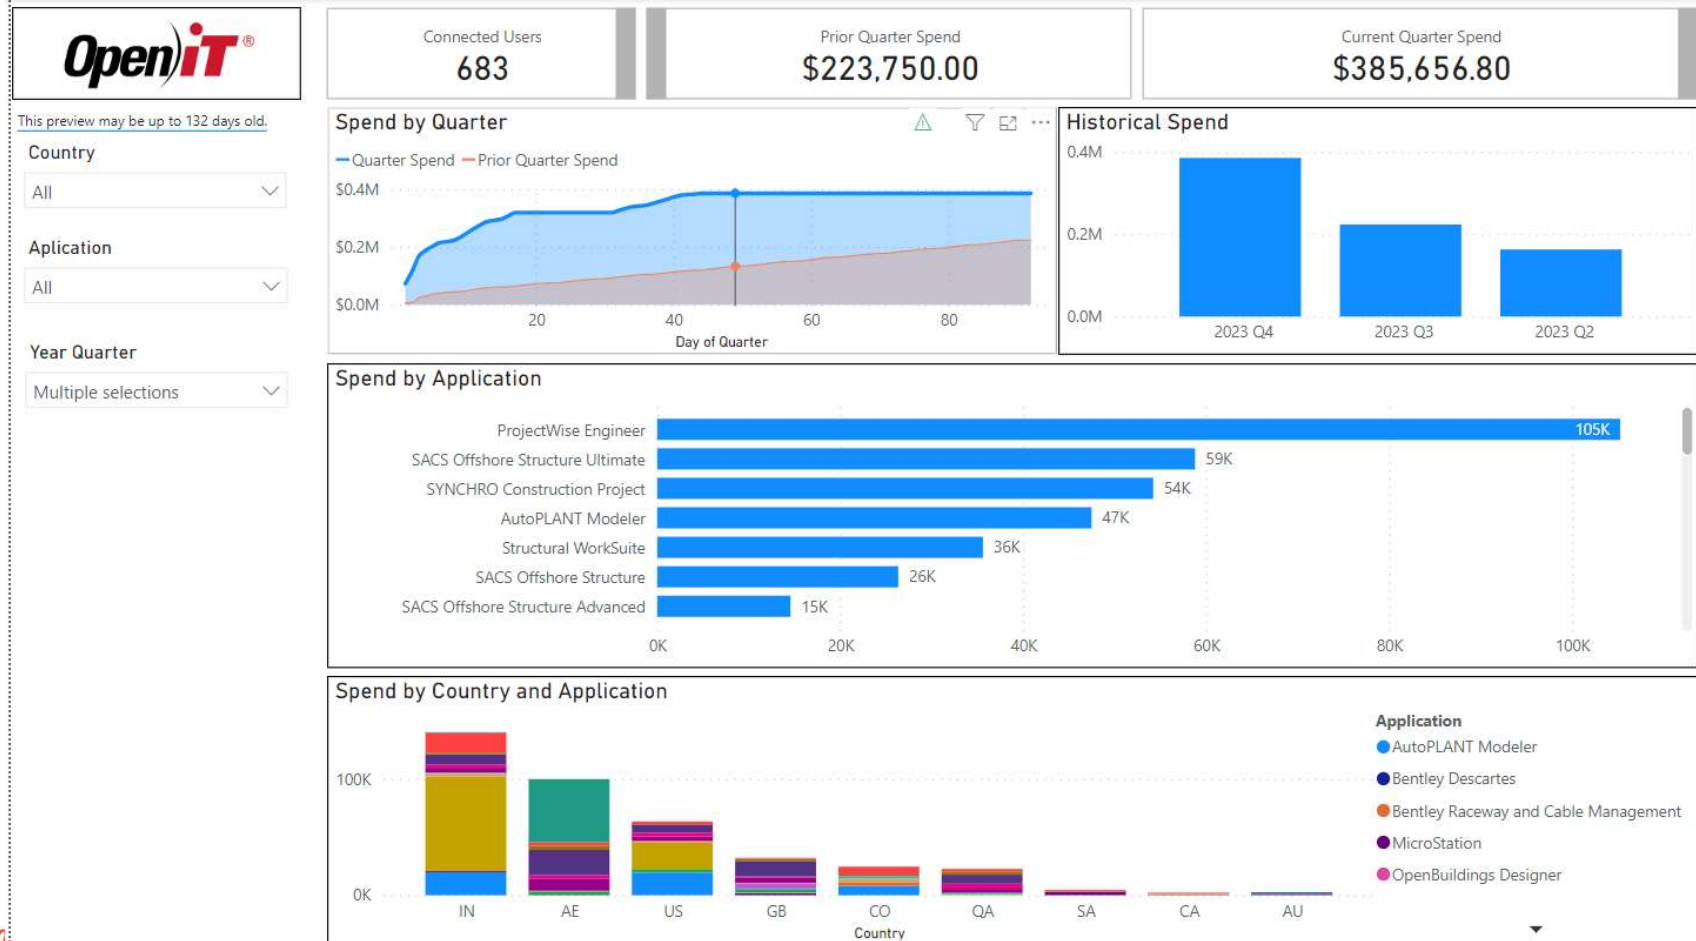 OpeniT®
Connected Users
683
Prior Quarter Spend
$223,750.00
Current Quarter Spend
$385,656.80
This preview may be up to 132 days old.
Country
All
Aplication
All
Year Quarter
Multiple selections
Spend by Quarter
Quarter Spend Prior Quarter Spend
$0.4M
$0.2M
$0.0M
20 40 60 80
Day of Quarter
Historical Spend
0.4M
0.2M
0.0M
2023 Q4 2023 Q3 2023 Q2
Spend by Application
ProjectWise Engineer 105K
SACS Offshore Structure Ultimate 59K
SYNCHRO Construction Project 54K
AutoPLANT Modeler 47K
Structural WorkSuite 36K
SACS Offshore Structure 26K
SACS Offshore Structure Advanced 15K
0K 20K 40K 60K 80K 100K
Spend by Country and Application
100K
0K
IN AE US GB CO QA SA CA AU
Country
Application
AutoPLANT Modeler
Bentley Descartes
Bentley Raceway and Cable Management
MicroStation
OpenBuildings Designer